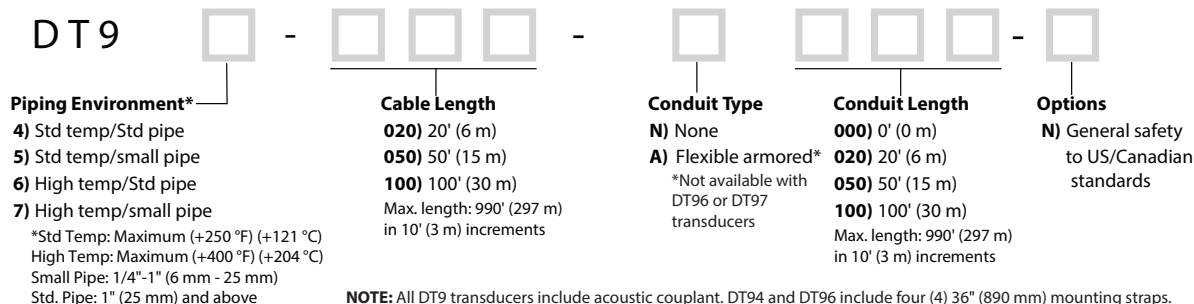 DT9 - - -
Piping Environment*
4) Std temp/Std pipe
5) Std temp/small pipe
6) High temp/Std pipe
7) High temp/small pipe
*Std Temp: Maximum (+250 °F) (+121 °C)
High Temp: Maximum (+400 °F) (+204 °C)
Small Pipe: 1/4"-1" (6 mm - 25 mm)
Std. Pipe: 1" (25 mm) and above
Cable Length
020) 20' (6 m)
050) 50' (15 m)
100) 100' (30 m)
Max. length: 990' (297 m)
in 10' (3 m) increments
Conduit Type
N) None
A) Flexible armored*
*Not available with
DT96 or DT97
transducers
Conduit Length
000) 0' (0 m)
020) 20' (6 m)
050) 50' (15 m)
100) 100' (30 m)
Max. length: 990' (297 m)
in 10' (3 m) increments
Options
N) General safety
to US/Canadian
standards
NOTE: All DT9 transducers include acoustic couplant. DT94 and DT96 include four (4) 36" (890 mm) mounting straps.